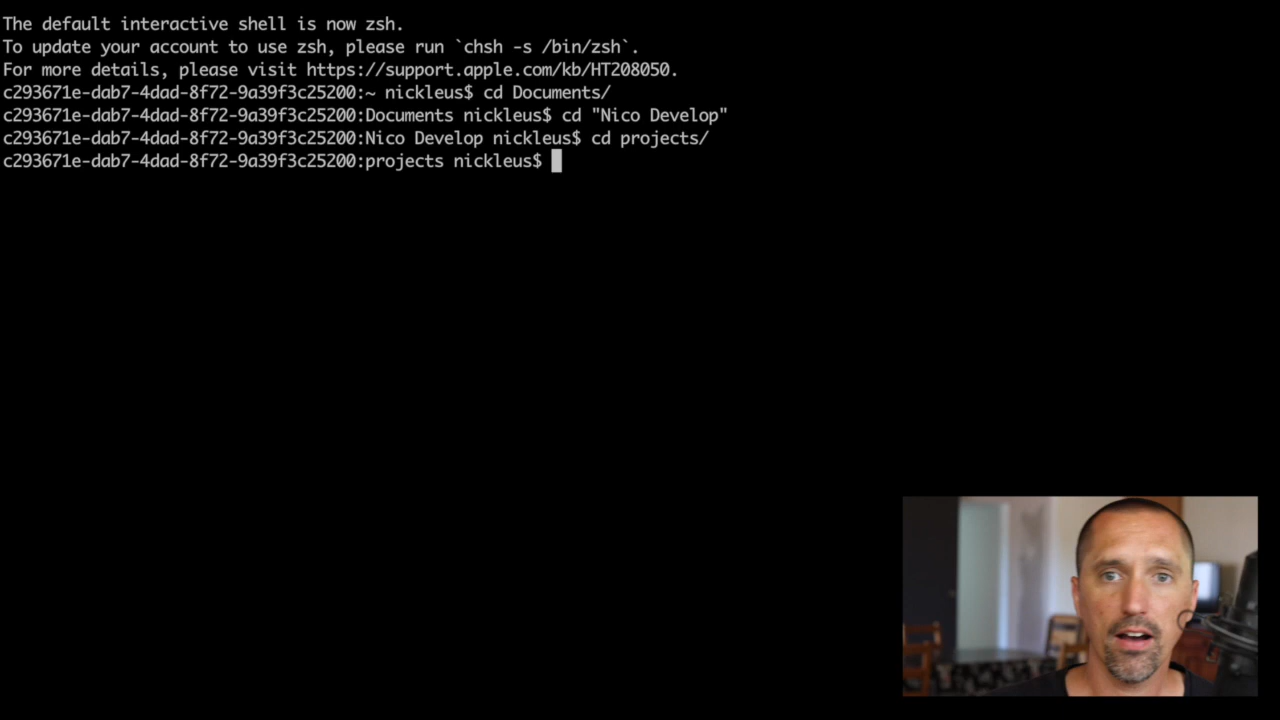 The default interactive shell is now zsh.
To update your account to use zsh, please run `chsh -s /bin/zsh`.
For more details, please visit https://support.apple.com/kb/HT208050.
c293671e-dab7-4dad-8f72-9a39f3c25200:~ nickleus$ cd Documents/
c293671e-dab7-4dad-8f72-9a39f3c25200:Documents nickleus$ cd "Nico Develop"
c293671e-dab7-4dad-8f72-9a39f3c25200:Nico Develop nickleus$ cd projects/
c293671e-dab7-4dad-8f72-9a39f3c25200:projects nickleus$